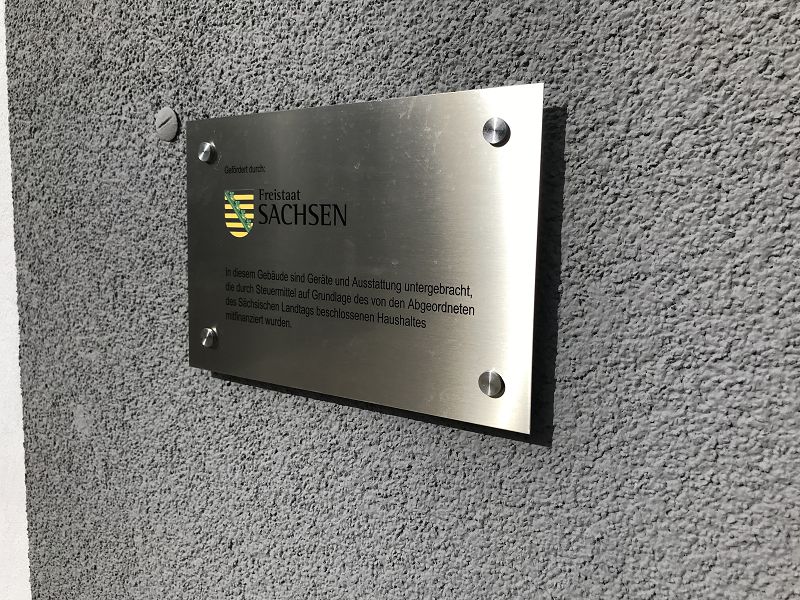 Gefördert durch:
Freistaat
SACHSEN
In diesem Gebäude sind Geräte und Ausstattung untergebracht,
die durch Steuermittel auf Grundlage des von den Abgeordneten
des Sächsischen Landtags beschlossenen Haushaltes
mitfinanziert wurden.